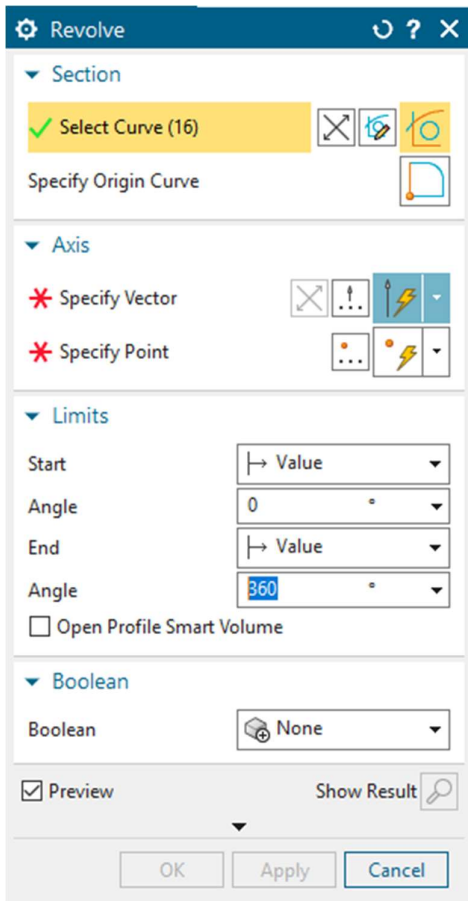 Revolve
Section
Select Curve (16)
Specify Origin Curve
Axis
Specify Vector
Specify Point
Limits
Start Value
Angle 0 °
End Value
Angle 360 °
Open Profile Smart Volume
Boolean
Boolean None
Preview Show Result
OK Apply Cancel